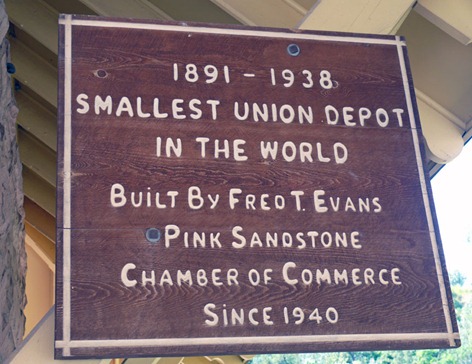 1891 - 1938
SMALLEST UNION DEPOT
IN THE WORLD
BUILT BY FRED T. EVANS
PINK SANDSTONE
CHAMBER OF COMMERCE
SINCE 1940